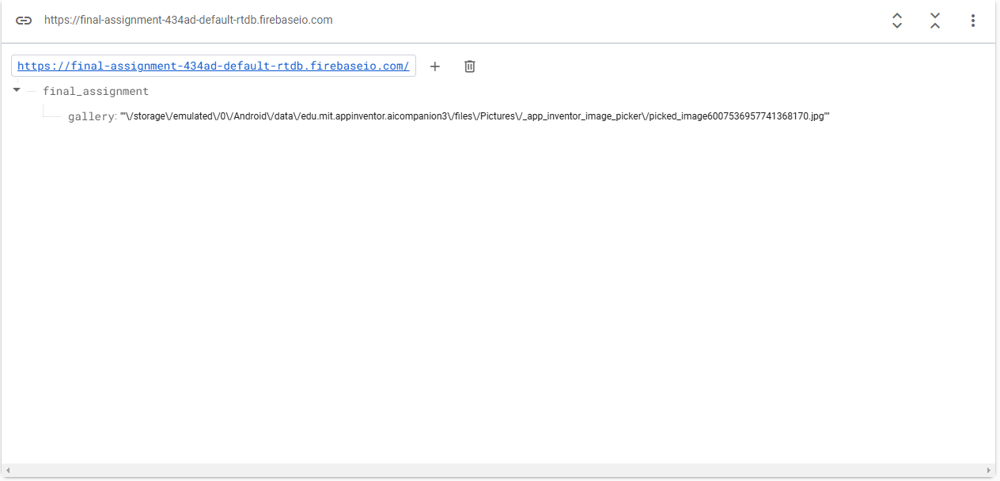 https://final-assignment-434ad-default-rtdb.firebaseio.com
https://final-assignment-434ad-default-rtdb.firebaseio.com/
final_assignment
gallery: "'\/storage\/emulated\/0\/Android\/data\/edu.mit.appinventor.aicompanion3\/files\/Pictures\/_app_inventor_image_picker\/picked_image6007536957741368170.jpg"'